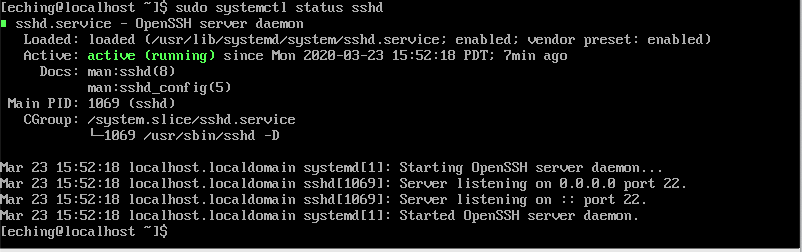 [eching@localhost ~]$ sudo systemctl status sshd
● sshd.service - OpenSSH server daemon
   Loaded: loaded (/usr/lib/systemd/system/sshd.service; enabled; vendor preset: enabled)
   Active: active (running) since Mon 2020-03-23 15:52:18 PDT; 7min ago
     Docs: man:sshd(8)
           man:sshd_config(5)
 Main PID: 1069 (sshd)
   CGroup: /system.slice/sshd.service
           └─1069 /usr/sbin/sshd -D

Mar 23 15:52:18 localhost.localdomain systemd[1]: Starting OpenSSH server daemon...
Mar 23 15:52:18 localhost.localdomain sshd[1069]: Server listening on 0.0.0.0 port 22.
Mar 23 15:52:18 localhost.localdomain sshd[1069]: Server listening on :: port 22.
Mar 23 15:52:18 localhost.localdomain systemd[1]: Started OpenSSH server daemon.
[eching@localhost ~]$